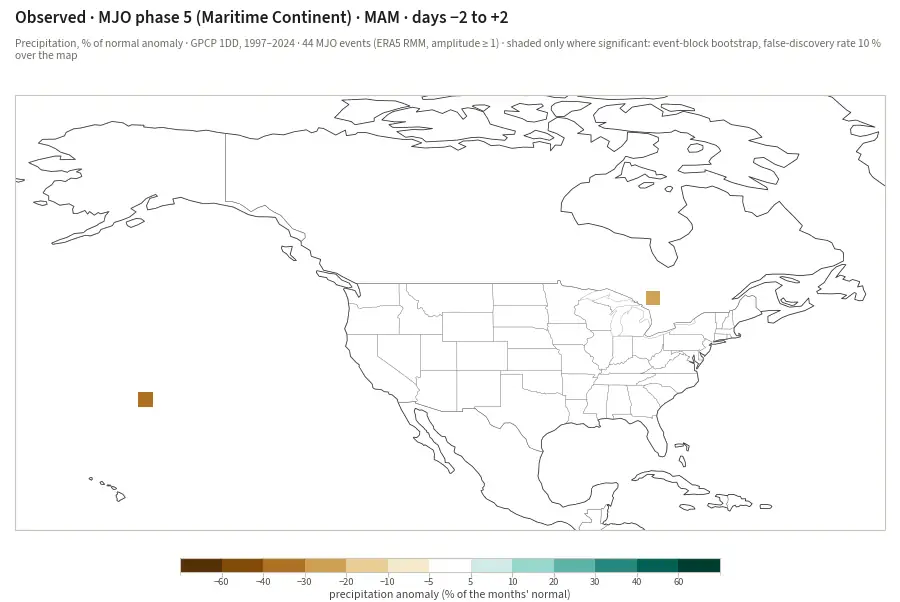 Observed · MJO phase 5 (Maritime Continent) · MAM · days −2 to +2
Precipitation, % of normal anomaly · GPCP 1DD, 1997–2024 · 44 MJO events (ERA5 RMM, amplitude ≥ 1) · shaded only where significant: event-block bootstrap, false-discovery rate 10 %
over the map
−60 −40 −30 −20 −10 −5 5 10 20 30 40 60
precipitation anomaly (% of the months' normal)